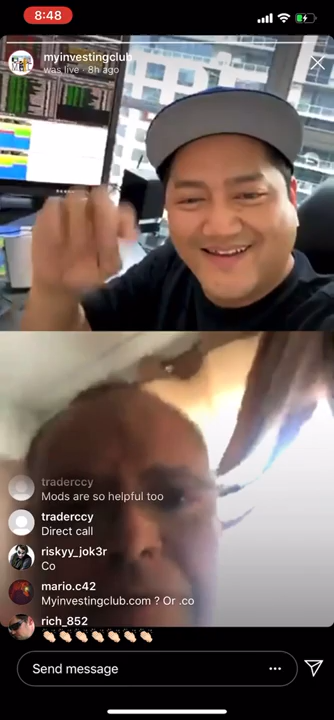 8:48
myinvestingclub
was live · 8h ago
traderccy
Mods are so helpful too
traderccy
Direct call
riskyy_jok3r
Co
mario.c42
Myinvestingclub.com ? Or .co
rich_852
👏🏻👏🏻👏🏻👏🏻👏🏻👏🏻👏🏻
Send message